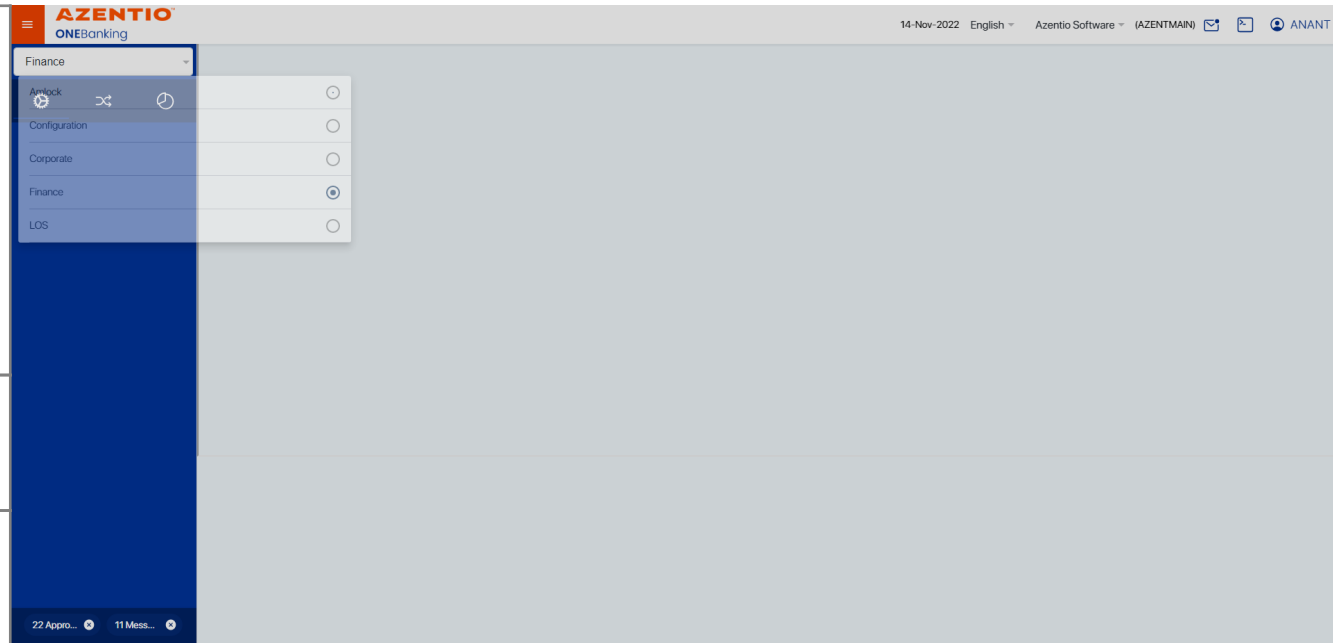 AZENTIO™
ONEBanking
14-Nov-2022 English Azentio Software (AZENTMAIN) ANANT
Finance
Amlock
Configuration
Corporate
Finance
LOS
22 Appro... 11 Mess...